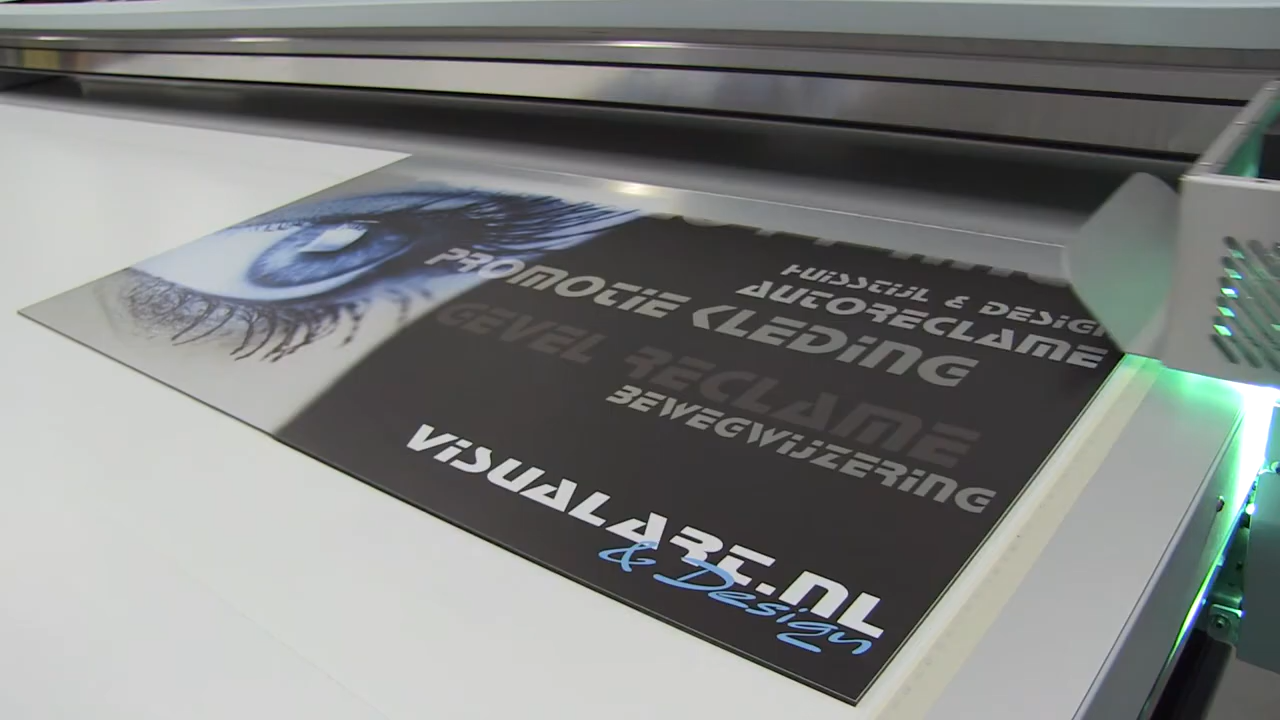 HUISSTIJL & DESIGN
AUTORECLAME
PROMOTIE KLEDING
GEVEL RECLAME
BEWEGWIJZERING
VISUALART.NL
& Design